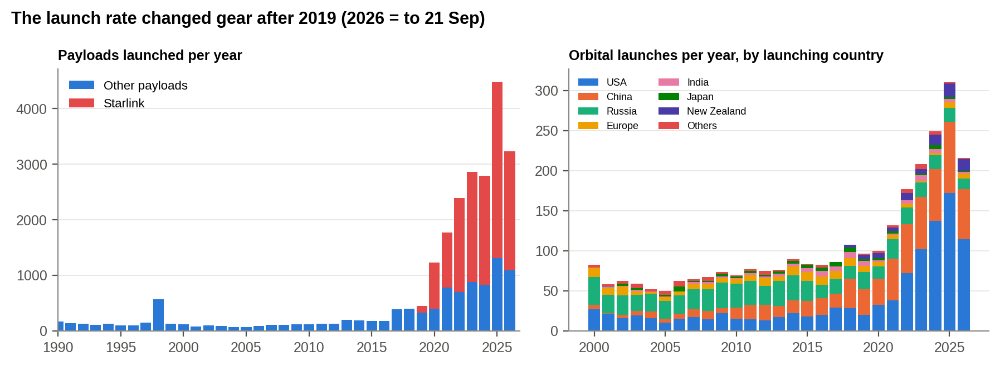 The launch rate changed gear after 2019 (2026 = to 21 Sep)
Payloads launched per year
Other payloads
Starlink
4000
3000
2000
1000
0
1990
1995
2000
2005
2010
2015
2020
2025
Orbital launches per year, by launching country
USA
China
Russia
Europe
India
Japan
New Zealand
Others
300
250
200
150
100
50
0
2000
2005
2010
2015
2020
2025